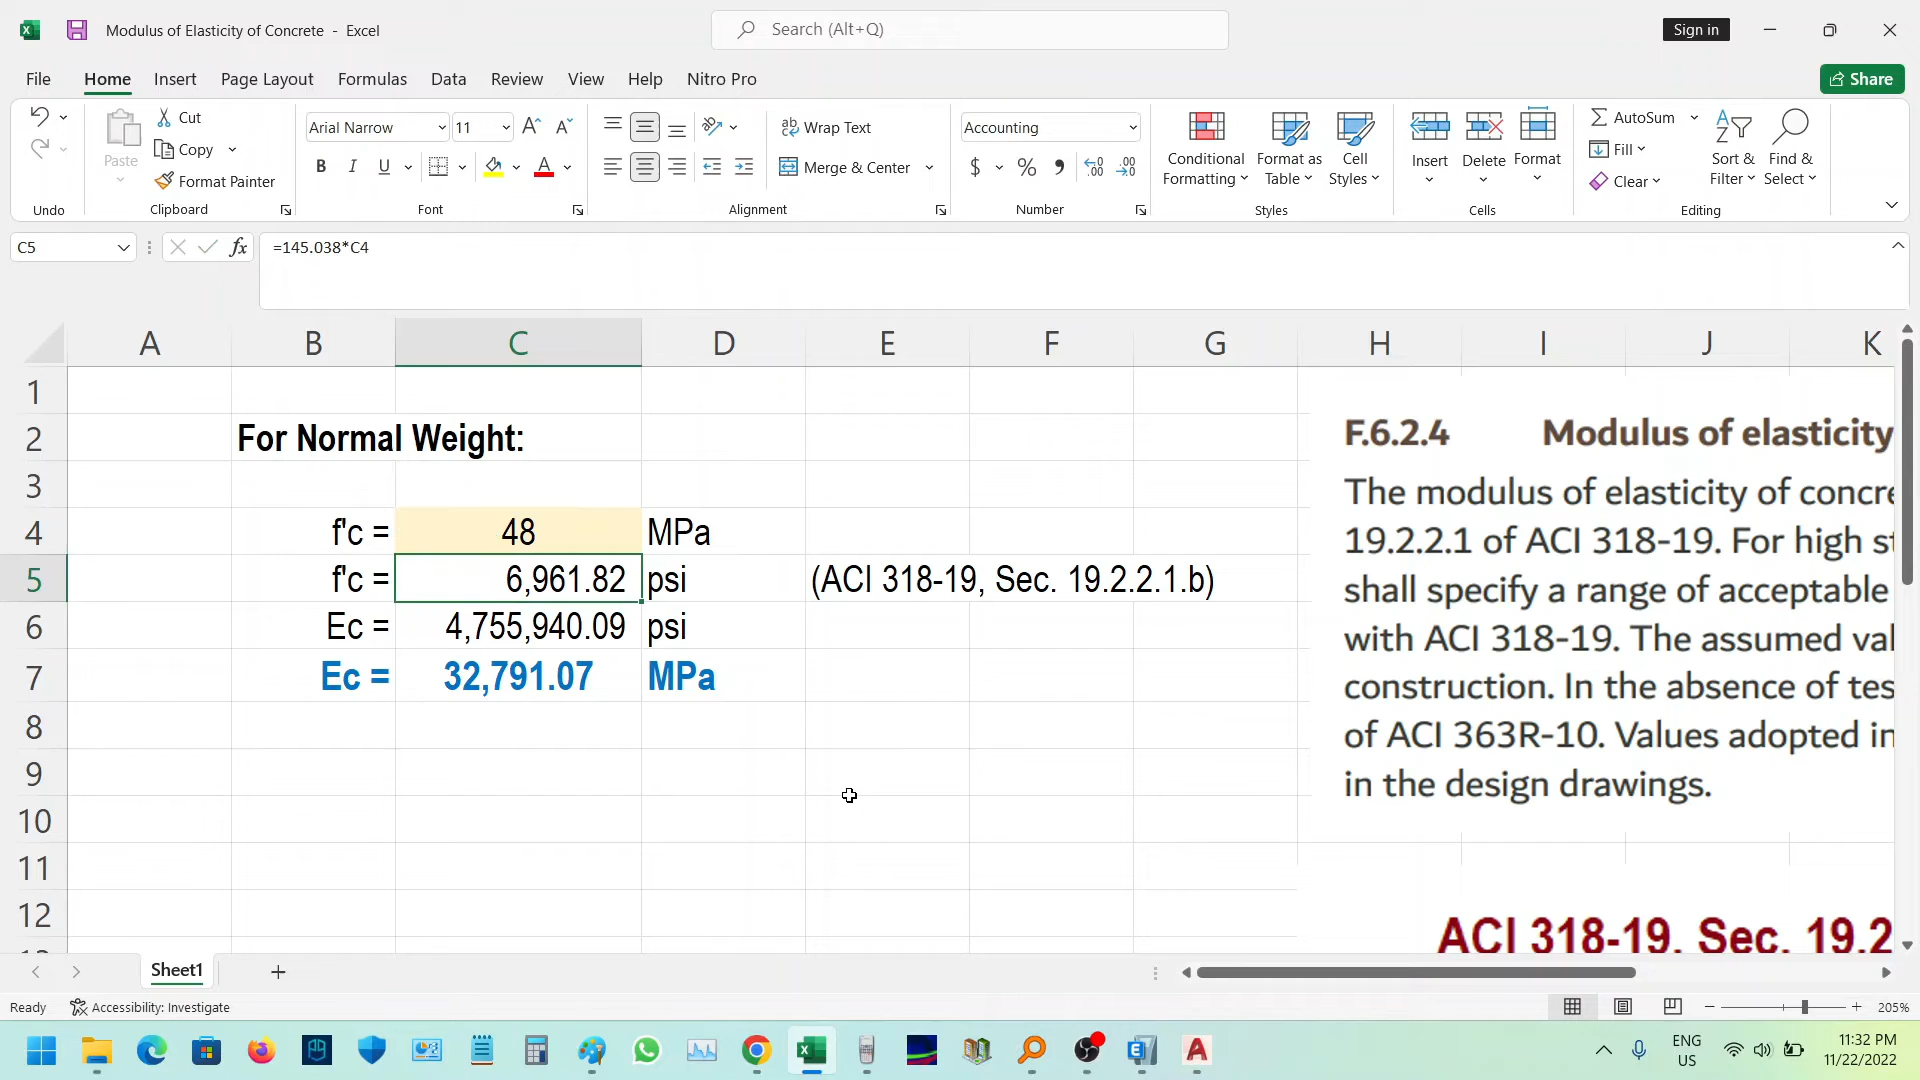 Modulus of Elasticity of Concrete - Excel
Search (Alt+Q)
Sign in
File Home Insert Page Layout Formulas Data Review View Help Nitro Pro
Share
Paste
Cut
Copy
Format Painter
Arial Narrow 11
B I U
Wrap Text
Merge & Center
Accounting
$ %
Conditional Formatting
Format as Table
Cell Styles
Insert
Delete
Format
AutoSum
Fill
Clear
Sort & Filter
Find & Select
Undo Clipboard Font Alignment Number Styles Cells Editing
C5
fx
=145.038*C4
A B C D E F G H I J K
1
2 For Normal Weight:
3
4 f'c = 48 MPa
5 f'c = 6,961.82 psi (ACI 318-19, Sec. 19.2.2.1.b)
6 Ec = 4,755,940.09 psi
7 Ec = 32,791.07 MPa
8
9
10
11
12
F.6.2.4 Modulus of elasticity
The modulus of elasticity of concre
19.2.2.1 of ACI 318-19. For high st
shall specify a range of acceptable
with ACI 318-19. The assumed val
construction. In the absence of tes
of ACI 363R-10. Values adopted in
in the design drawings.
ACI 318-19, Sec. 19.2
Sheet1
Ready
Accessibility: Investigate
205%
ENG
US
11:32 PM
11/22/2022